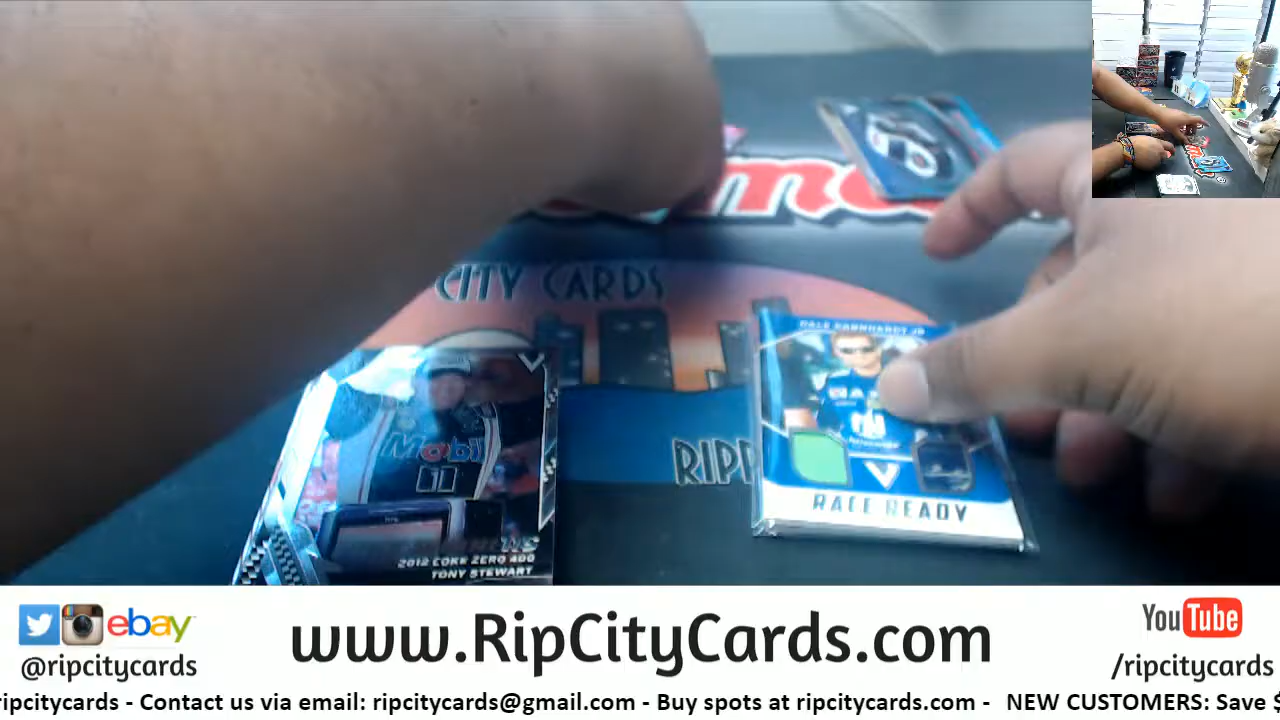 CITY CARDS
RIPP
Mobil
1
2012 COKE ZERO 400
TONY STEWART
DALE EARNHARDT JR
RACE READY
ebay
@ripcitycards
www.RipCityCards.com
YouTube
/ripcitycards
ripcitycards - Contact us via email: ripcitycards@gmail.com - Buy spots at ripcitycards.com - NEW CUSTOMERS: Save $